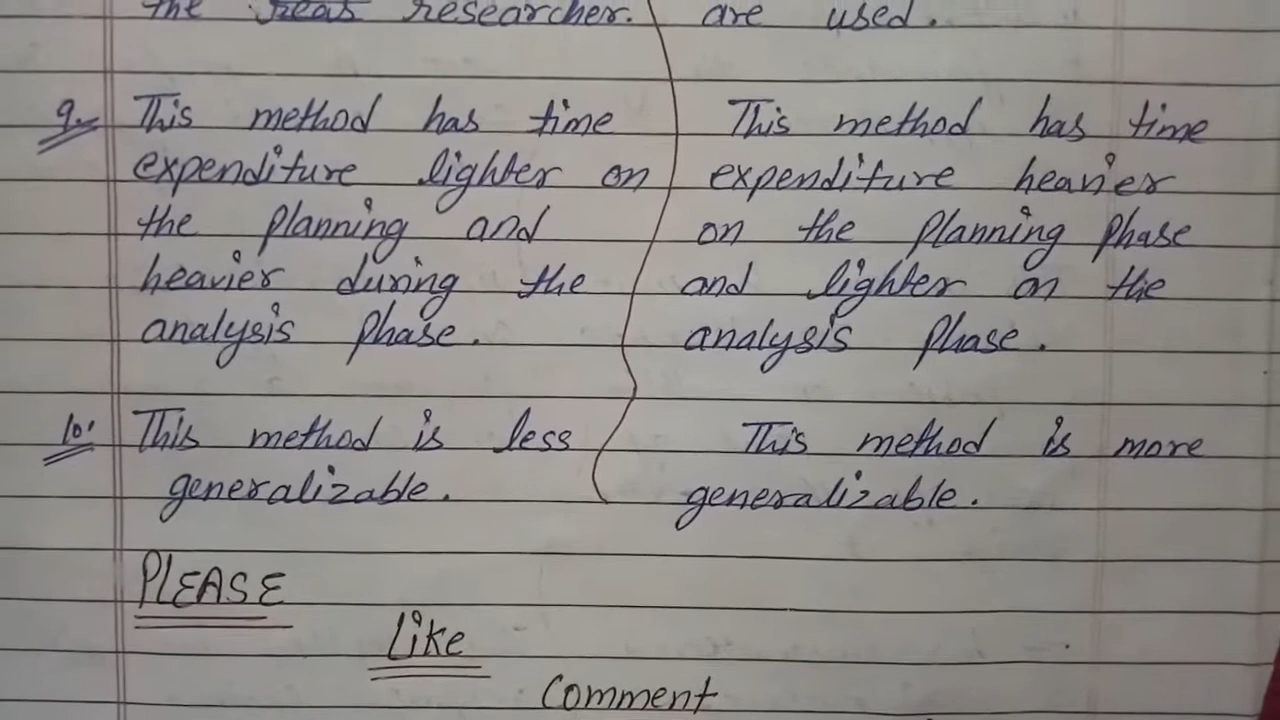 the researcher.
are used.
9. This method has time
expenditure lighter on
the planning and
heavier during the
analysis phase.
This method has time
expenditure heavier
on the planning phase
and lighter on the
analysis phase.
10. This method is less
generalizable.
This method is more
generalizable.
PLEASE
Like
Comment